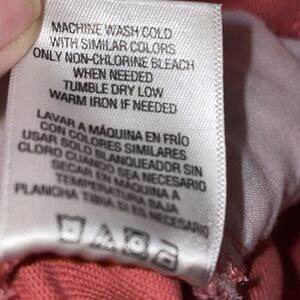 MACHINE WASH COLD
WITH SIMILAR COLORS
ONLY NON-CHLORINE BLEACH
WHEN NEEDED
TUMBLE DRY LOW
WARM IRON IF NEEDED
LAVAR A MÁQUINA EN FRÍO
CON COLORES SIMILARES
USAR SOLO BLANQUEADOR SIN
CLORO CUANDO SEA NECESARIO
SECAR EN MÁQUINA A
TEMPERATURA BAJA
PLANCHA TIBIA SI ES NECESARIO